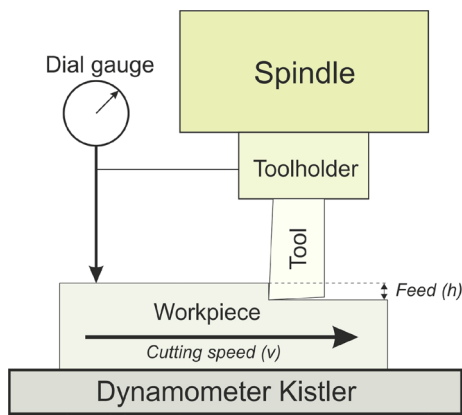 Dial gauge
Spindle
Toolholder
Tool
Feed (h)
Workpiece
Cutting speed (v)
Dynamometer Kistler